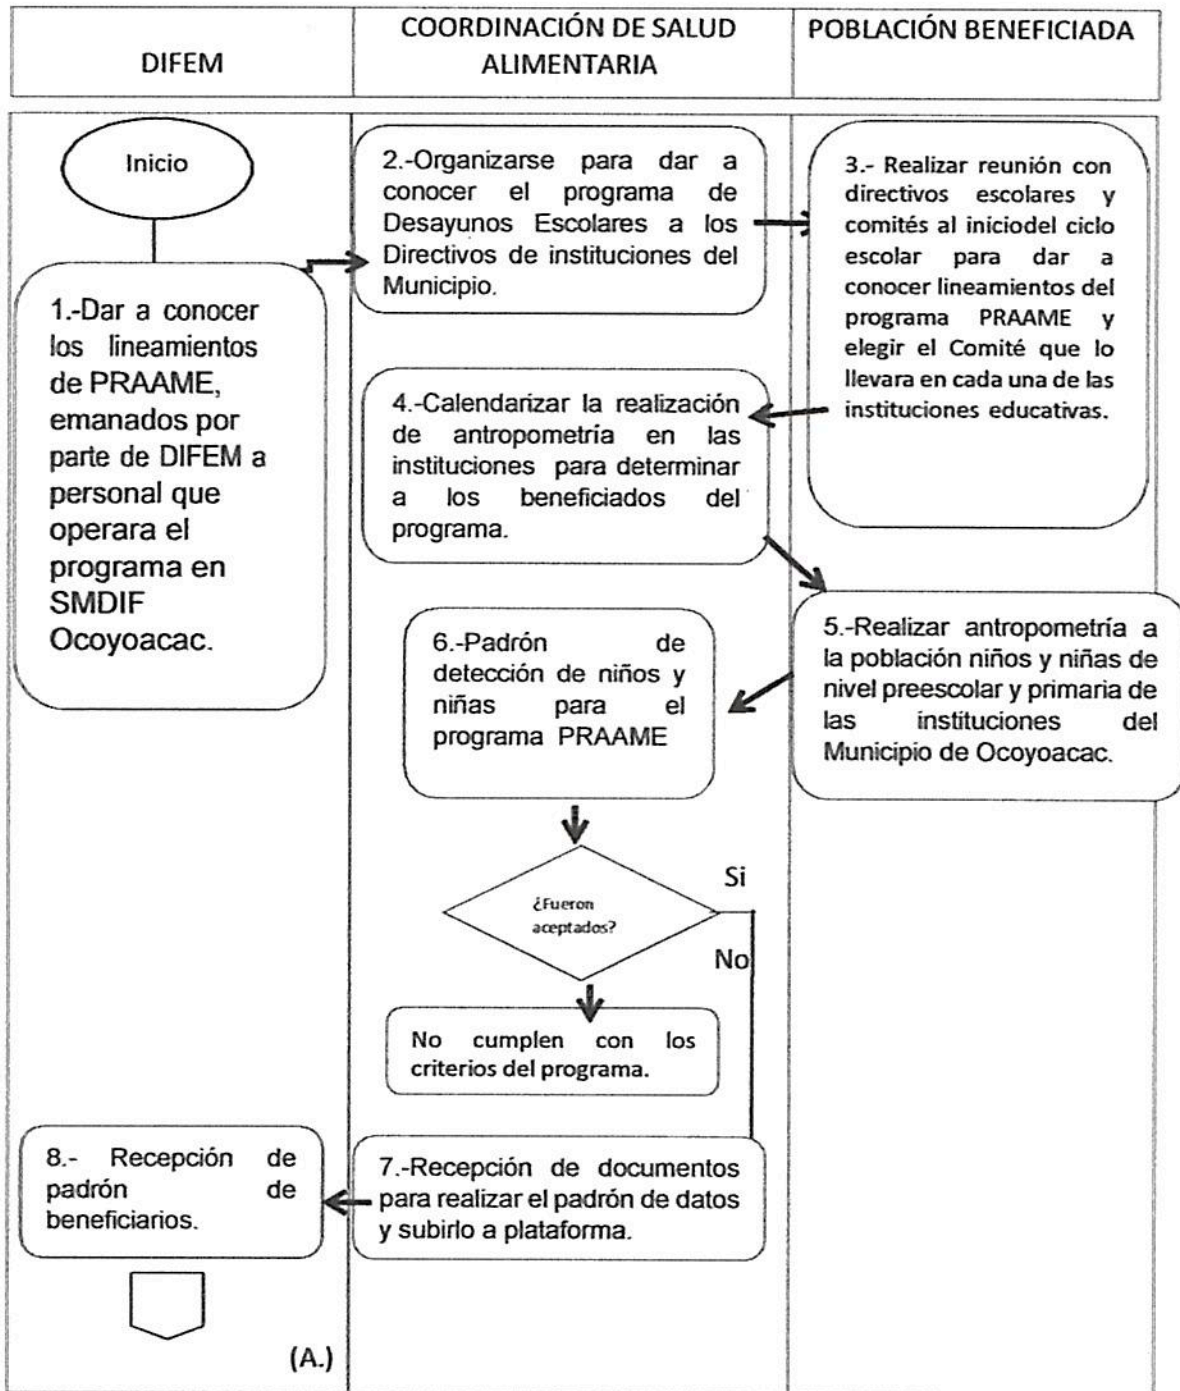 DIFEM
COORDINACIÓN DE SALUD
ALIMENTARIA
POBLACIÓN BENEFICIADA
Inicio
1.-Dar a conocer
los lineamientos
de PRAAME,
emanados por
parte de DIFEM a
personal que
operara el
programa en
SMDIF
Ocoyoacac.
2.-Organizarse para dar a
conocer el programa de
Desayunos Escolares a los
Directivos de instituciones del
Municipio.
3.- Realizar reunión con
directivos escolares y
comités al iniciodel ciclo
escolar para dar a
conocer lineamientos del
programa PRAAME y
elegir el Comité que lo
llevara en cada una de las
instituciones educativas.
4.-Calendarizar la realización
de antropometría en las
instituciones para determinar
a los beneficiados del
programa.
5.-Realizar antropometría a
la población niños y niñas de
nivel preescolar y primaria de
las instituciones del
Municipio de Ocoyoacac.
6.-Padrón de
detección de niños y
niñas para el
programa PRAAME
¿Fueron
aceptados?
Si
No
No cumplen con los
criterios del programa.
7.-Recepción de documentos
para realizar el padrón de datos
y subirlo a plataforma.
8.- Recepción de
padrón de
beneficiarios.
(A.)